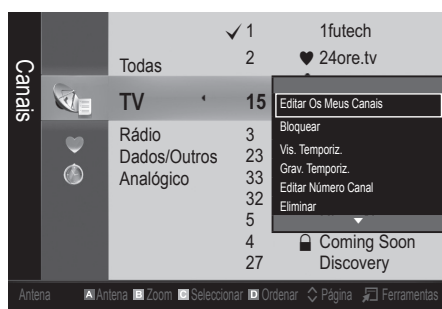 Canais
Todas
TV
Rádio
Dados/Outros
Analógico
1 1futech
2 24ore.tv
15
3
23
33
32
5
4 Coming Soon
27 Discovery
Editar Os Meus Canais
Bloquear
Vis. Temporiz.
Grav. Temporiz.
Editar Número Canal
Eliminar
Antena A Antena B Zoom C Seleccionar D Ordenar Página Ferramentas